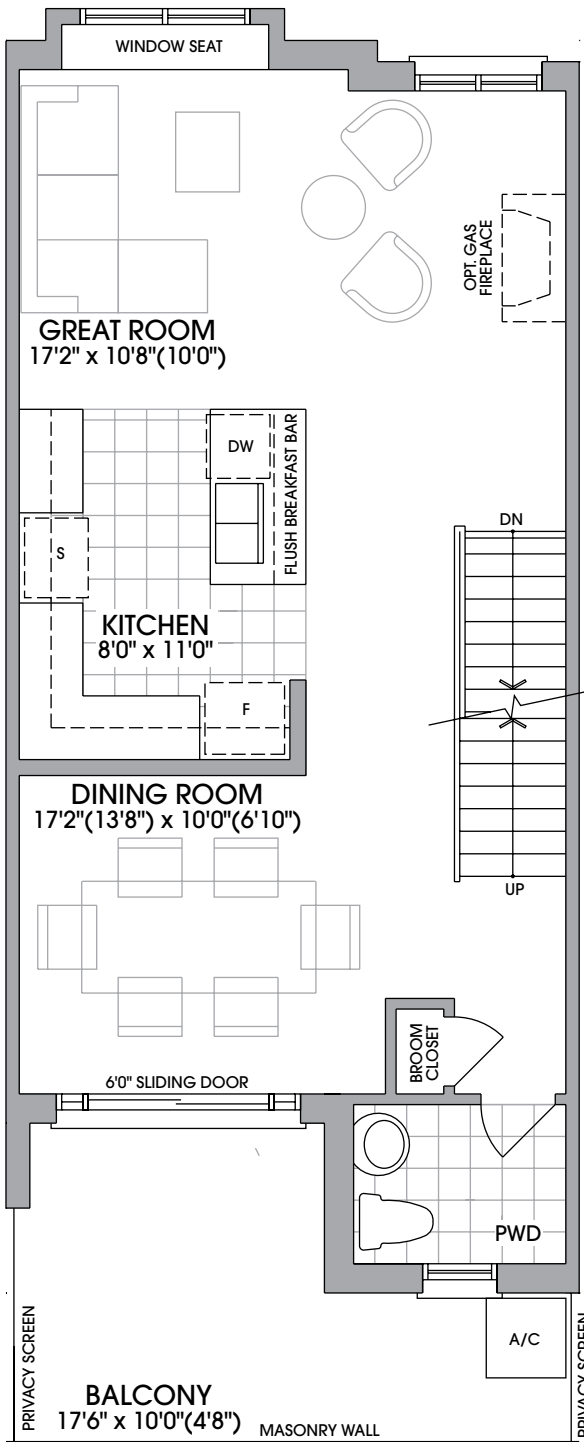 WINDOW SEAT
OPT. GAS
FIREPLACE
GREAT ROOM
17'2" x 10'8"(10'0")
DW
FLUSH BREAKFAST BAR
S
DN
KITCHEN
8'0" x 11'0"
F
DINING ROOM
17'2"(13'8") x 10'0"(6'10")
UP
BROOM
CLOSET
6'0" SLIDING DOOR
PWD
PRIVACY SCREEN
A/C
PRIVACY SCREEN
BALCONY
17'6" x 10'0"(4'8")
MASONRY WALL